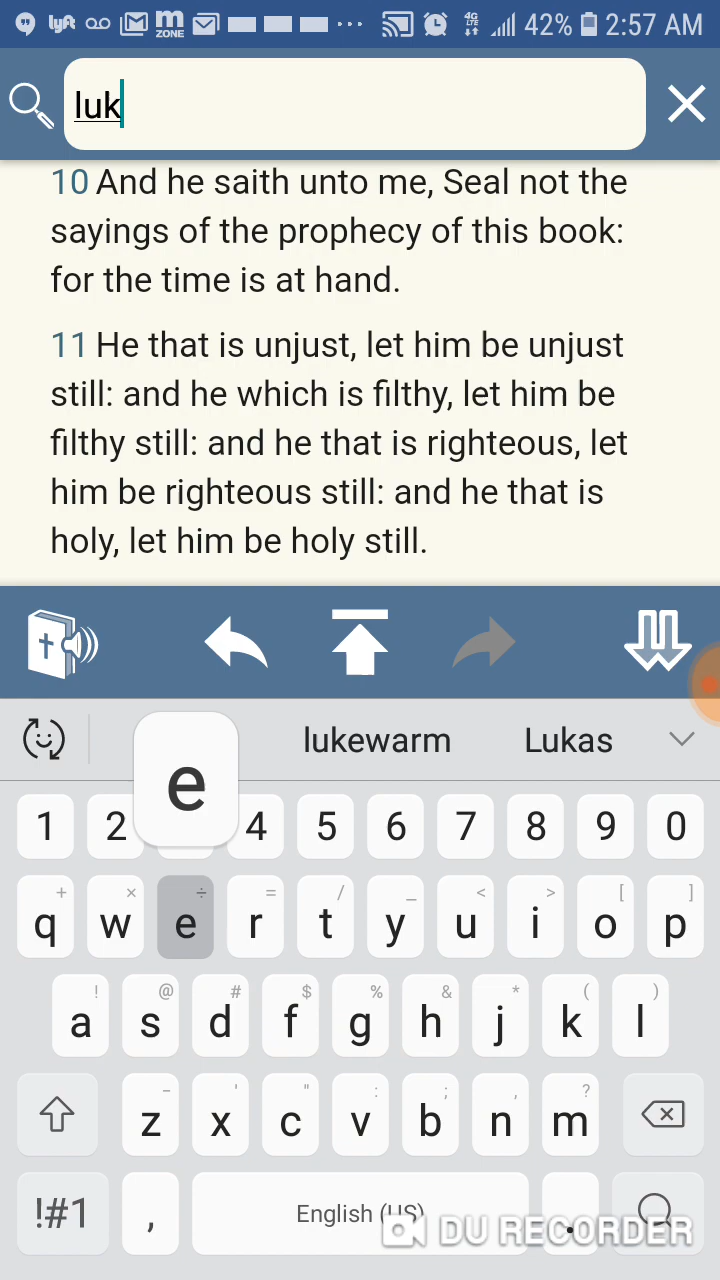 lyft
m
ZONE
4G
LTE
42%
2:57 AM
luk
10 And he saith unto me, Seal not the
sayings of the prophecy of this book:
for the time is at hand.
11 He that is unjust, let him be unjust
still: and he which is filthy, let him be
filthy still: and he that is righteous, let
him be righteous still: and he that is
holy, let him be holy still.
e lukewarm Lukas
1 2 4 5 6 7 8 9 0
+ × ÷ = / _ < > [ ]
q w e r t y u i o p
! @ # $ % & * ( )
a s d f g h j k l
- ' " : ; , ?
z x c v b n m
!#1 , English (US) .
DU RECORDER